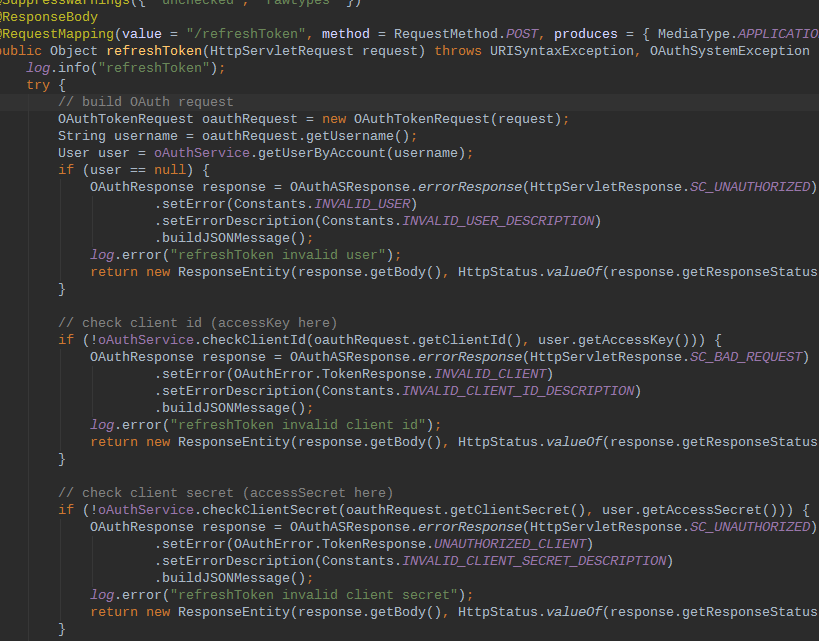 @SuppressWarnings({ "unchecked", "rawtypes" })
@ResponseBody
@RequestMapping(value = "/refreshToken", method = RequestMethod.POST, produces = { MediaType.APPLICATIO
public Object refreshToken(HttpServletRequest request) throws URISyntaxException, OAuthSystemException
log.info("refreshToken");
try {
// build OAuth request
OAuthTokenRequest oauthRequest = new OAuthTokenRequest(request);
String username = oauthRequest.getUsername();
User user = oAuthService.getUserByAccount(username);
if (user == null) {
OAuthResponse response = OAuthASResponse.errorResponse(HttpServletResponse.SC_UNAUTHORIZED)
.setError(Constants.INVALID_USER)
.setErrorDescription(Constants.INVALID_USER_DESCRIPTION)
.buildJSONMessage();
log.error("refreshToken invalid user");
return new ResponseEntity(response.getBody(), HttpStatus.valueOf(response.getResponseStatus
}
// check client id (accessKey here)
if (!oAuthService.checkClientId(oauthRequest.getClientId(), user.getAccessKey())) {
OAuthResponse response = OAuthASResponse.errorResponse(HttpServletResponse.SC_BAD_REQUEST)
.setError(OAuthError.TokenResponse.INVALID_CLIENT)
.setErrorDescription(Constants.INVALID_CLIENT_ID_DESCRIPTION)
.buildJSONMessage();
log.error("refreshToken invalid client id");
return new ResponseEntity(response.getBody(), HttpStatus.valueOf(response.getResponseStatus
}
// check client secret (accessSecret here)
if (!oAuthService.checkClientSecret(oauthRequest.getClientSecret(), user.getAccessSecret())) {
OAuthResponse response = OAuthASResponse.errorResponse(HttpServletResponse.SC_UNAUTHORIZED)
.setError(OAuthError.TokenResponse.UNAUTHORIZED_CLIENT)
.setErrorDescription(Constants.INVALID_CLIENT_SECRET_DESCRIPTION)
.buildJSONMessage();
log.error("refreshToken invalid client secret");
return new ResponseEntity(response.getBody(), HttpStatus.valueOf(response.getResponseStatus
}